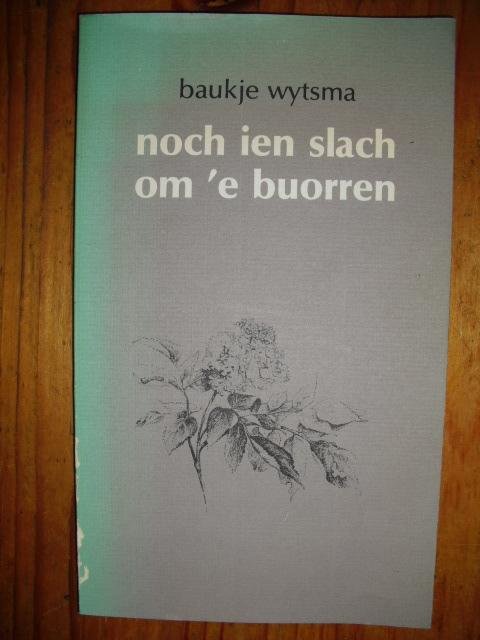 baukje wytsma
noch ien slach
om 'e buorren